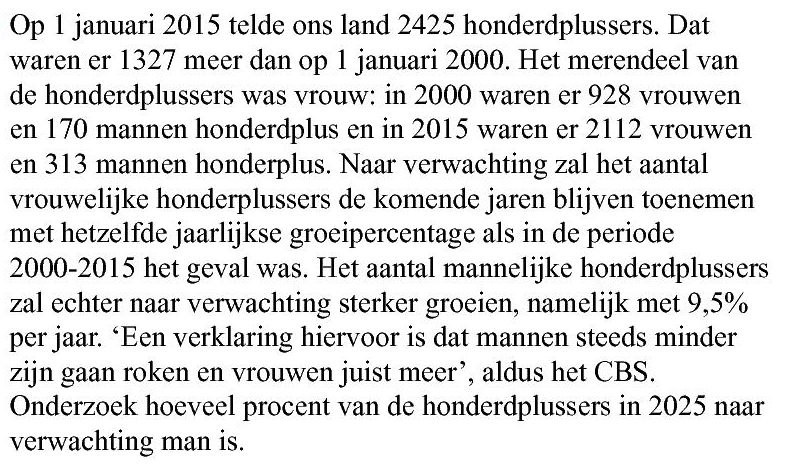 Op 1 januari 2015 telde ons land 2425 honderdplussers. Dat
waren er 1327 meer dan op 1 januari 2000. Het merendeel van
de honderdplussers was vrouw: in 2000 waren er 928 vrouwen
en 170 mannen honderdplus en in 2015 waren er 2112 vrouwen
en 313 mannen honderplus. Naar verwachting zal het aantal
vrouwelijke honderplussers de komende jaren blijven toenemen
met hetzelfde jaarlijkse groeipercentage als in de periode
2000-2015 het geval was. Het aantal mannelijke honderdplussers
zal echter naar verwachting sterker groeien, namelijk met 9,5%
per jaar. ‘Een verklaring hiervoor is dat mannen steeds minder
zijn gaan roken en vrouwen juist meer’, aldus het CBS.
Onderzoek hoeveel procent van de honderdplussers in 2025 naar
verwachting man is.